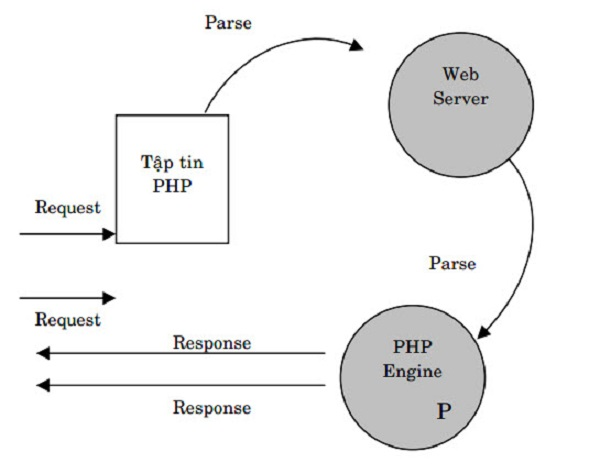 Parse
Web
Server
Tập tin
PHP
Request
Parse
Request
Response
PHP
Engine
P
Response